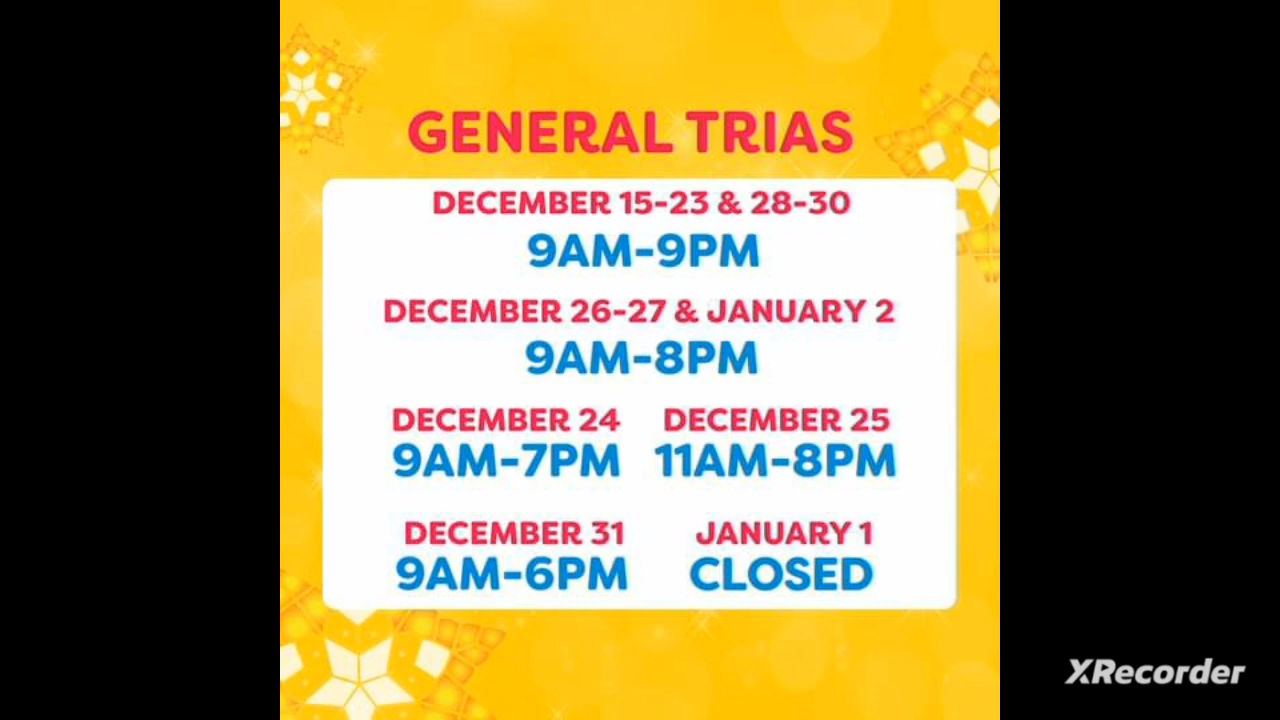 GENERAL TRIAS
DECEMBER 15-23 & 28-30
9AM-9PM
DECEMBER 26-27 & JANUARY 2
9AM-8PM
DECEMBER 24
9AM-7PM
DECEMBER 25
11AM-8PM
DECEMBER 31
9AM-6PM
JANUARY 1
CLOSED
XRecorder